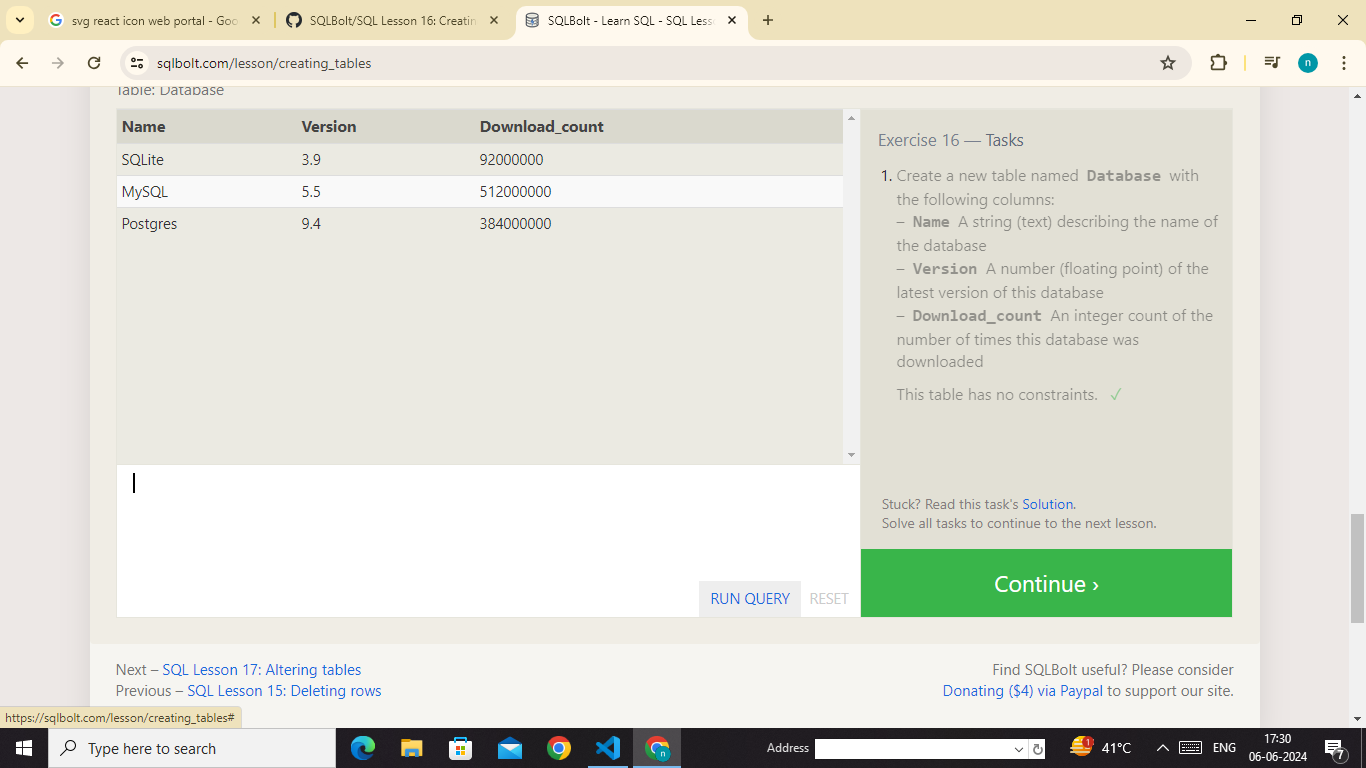 svg react icon web portal - Goo
SQLBolt/SQL Lesson 16: Creatin
SQLBolt - Learn SQL - SQL Less
sqlbolt.com/lesson/creating_tables
n
Table: Database
Name Version Download_count
SQLite 3.9 92000000
MySQL 5.5 512000000
Postgres 9.4 384000000
Exercise 16 — Tasks
1. Create a new table named Database with
the following columns:
– Name A string (text) describing the name of
the database
– Version A number (floating point) of the
latest version of this database
– Download_count An integer count of the
number of times this database was
downloaded
This table has no constraints. ✓
Stuck? Read this task's Solution.
Solve all tasks to continue to the next lesson.
RUN QUERY RESET
Continue ›
Next – SQL Lesson 17: Altering tables
Previous – SQL Lesson 15: Deleting rows
Find SQLBolt useful? Please consider
Donating ($4) via Paypal to support our site.
https://sqlbolt.com/lesson/creating_tables#
Type here to search
n
Address
1
41°C
ENG
17:30
06-06-2024
7